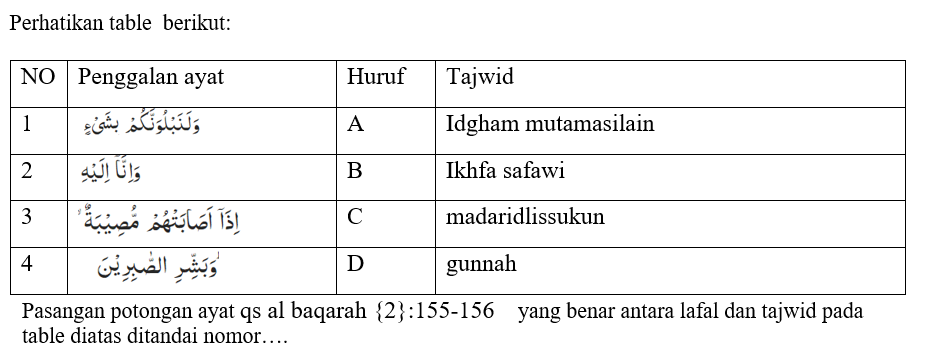 Perhatikan table berikut:
NO Penggalan ayat Huruf Tajwid
1 وَلَنَبْلُوَنَّكُمْ بِشَيْءٍ A Idgham mutamasilain
2 وَاِنَّآ اِلَيْهِ B Ikhfa safawi
3 اِذَآ اَصَابَتْهُمْ مُّصِيْبَةٌ ۙ C madaridlissukun
4 وَبَشِّرِ الصّٰبِرِيْنَ D gunnah
Pasangan potongan ayat qs al baqarah {2}:155-156 yang benar antara lafal dan tajwid pada
table diatas ditandai nomor….